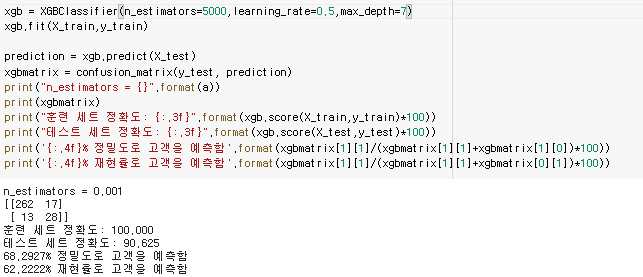 xgb = XGBClassifier(n_estimators=5000,learning_rate=0.5,max_depth=7)
xgb.fit(X_train,y_train)
prediction = xgb.predict(X_test)
xgbmatrix = confusion_matrix(y_test, prediction)
print("n_estimators = {}".format(a))
print(xgbmatrix)
print("훈련 세트 정확도: {:.3f}".format(xgb.score(X_train,y_train)*100))
print("테스트 세트 정확도: {:.3f}".format(xgb.score(X_test,y_test)*100))
print('{:.4f}% 정밀도로 고객을 예측함'.format(xgbmatrix[1][1]/(xgbmatrix[1][1]+xgbmatrix[1][0])*100))
print('{:.4f}% 재현율로 고객을 예측함'.format(xgbmatrix[1][1]/(xgbmatrix[1][1]+xgbmatrix[0][1])*100))
n_estimators = 0.001
[[262 17]
[ 13 28]]
훈련 세트 정확도: 100.000
테스트 세트 정확도: 90.625
68.2927% 정밀도로 고객을 예측함
62.2222% 재현율로 고객을 예측함